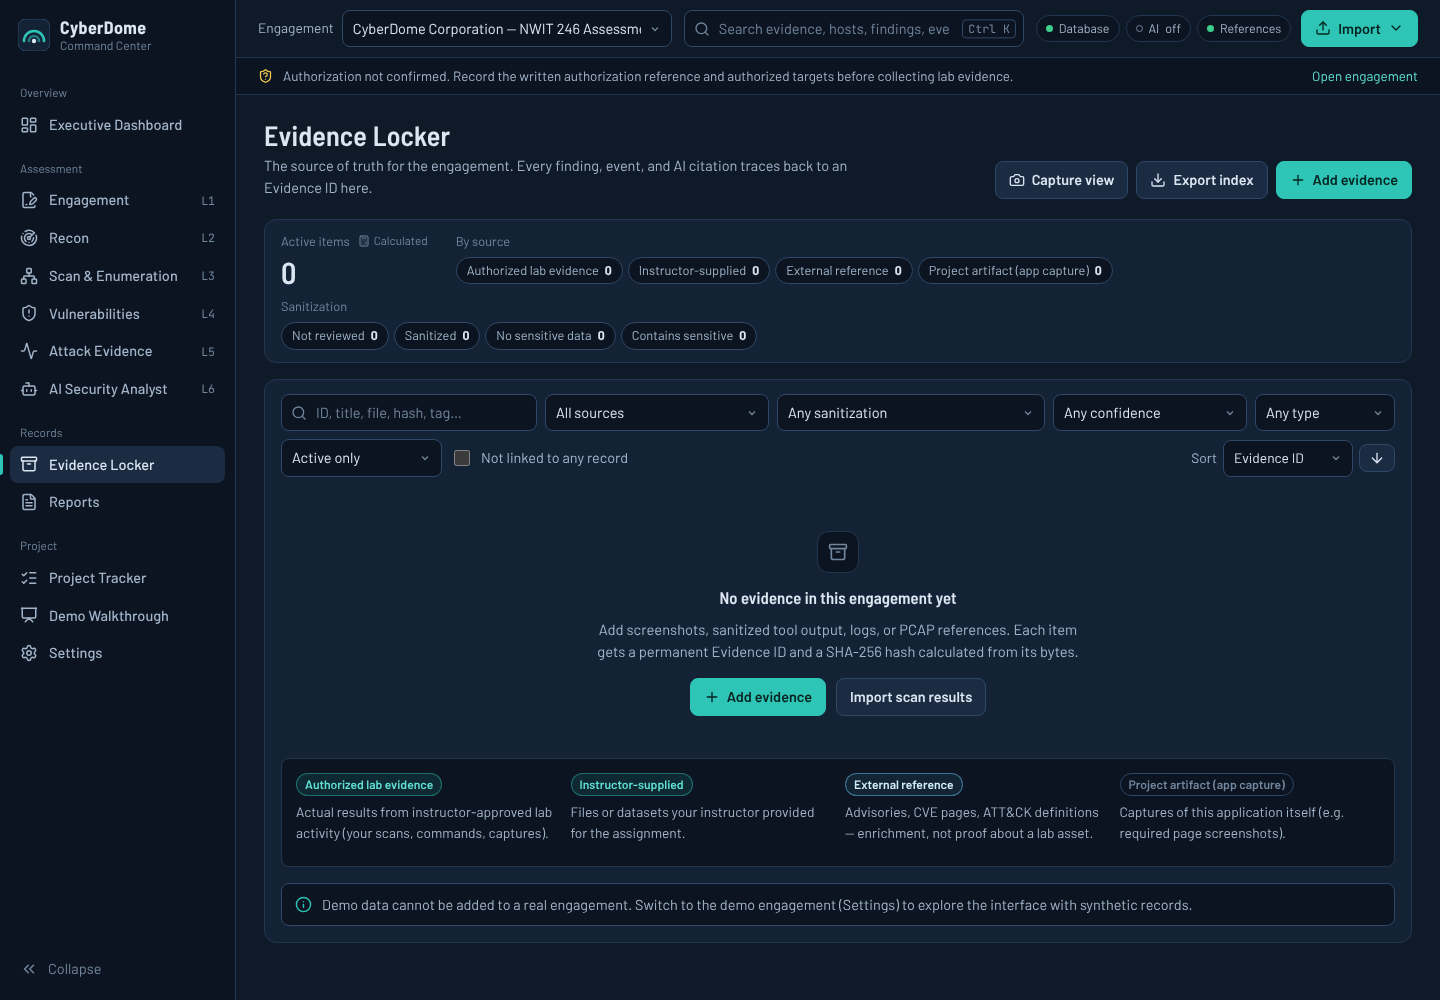 CyberDome
Command Center
Overview
Executive Dashboard
Assessment
Engagement L1
Recon L2
Scan & Enumeration L3
Vulnerabilities L4
Attack Evidence L5
AI Security Analyst L6
Records
Evidence Locker
Reports
Project
Project Tracker
Demo Walkthrough
Settings
Collapse
Engagement CyberDome Corporation — NWIT 246 Assessm Search evidence, hosts, findings, eve Ctrl K Database AI off References Import
Authorization not confirmed. Record the written authorization reference and authorized targets before collecting lab evidence. Open engagement
Evidence Locker
The source of truth for the engagement. Every finding, event, and AI citation traces back to an
Evidence ID here.
Capture view Export index Add evidence
Active items Calculated By source
0 Authorized lab evidence 0 Instructor-supplied 0 External reference 0 Project artifact (app capture) 0
Sanitization
Not reviewed 0 Sanitized 0 No sensitive data 0 Contains sensitive 0
ID, title, file, hash, tag... All sources Any sanitization Any confidence Any type
Active only Not linked to any record Sort Evidence ID
No evidence in this engagement yet
Add screenshots, sanitized tool output, logs, or PCAP references. Each item
gets a permanent Evidence ID and a SHA-256 hash calculated from its bytes.
Add evidence Import scan results
Authorized lab evidence
Actual results from instructor-approved lab
activity (your scans, commands, captures).
Instructor-supplied
Files or datasets your instructor provided
for the assignment.
External reference
Advisories, CVE pages, ATT&CK definitions
— enrichment, not proof about a lab asset.
Project artifact (app capture)
Captures of this application itself (e.g.
required page screenshots).
Demo data cannot be added to a real engagement. Switch to the demo engagement (Settings) to explore the interface with synthetic records.